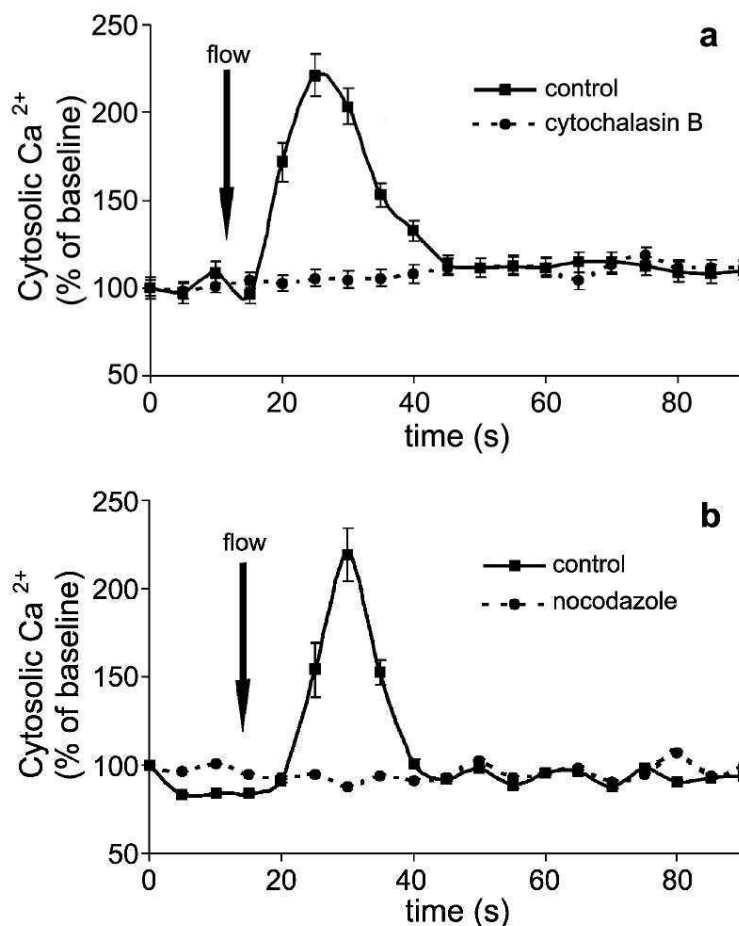 a
flow
control
cytochalasin B
Cytosolic Ca 2+
(% of baseline)
250
200
150
100
50
0 20 40 60 80
time (s)
b
flow
control
nocodazole
Cytosolic Ca 2+
(% of baseline)
250
200
150
100
50
0 20 40 60 80
time (s)